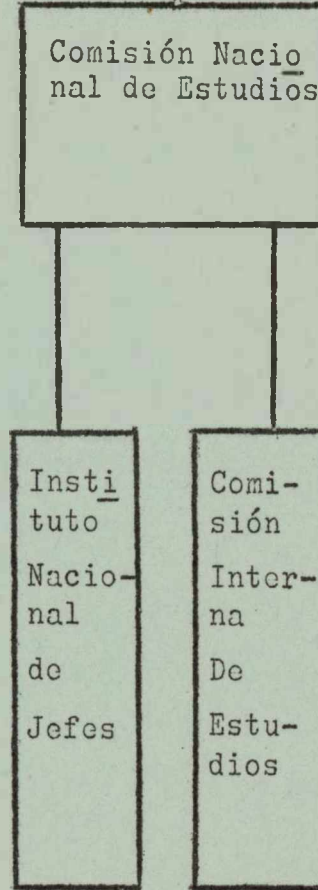 Comisión Nacio
nal de Estudios
Insti
tuto
Nacio-
nal
de
Jefes
Comi-
sión
Inter-
na
De
Estu-
dios